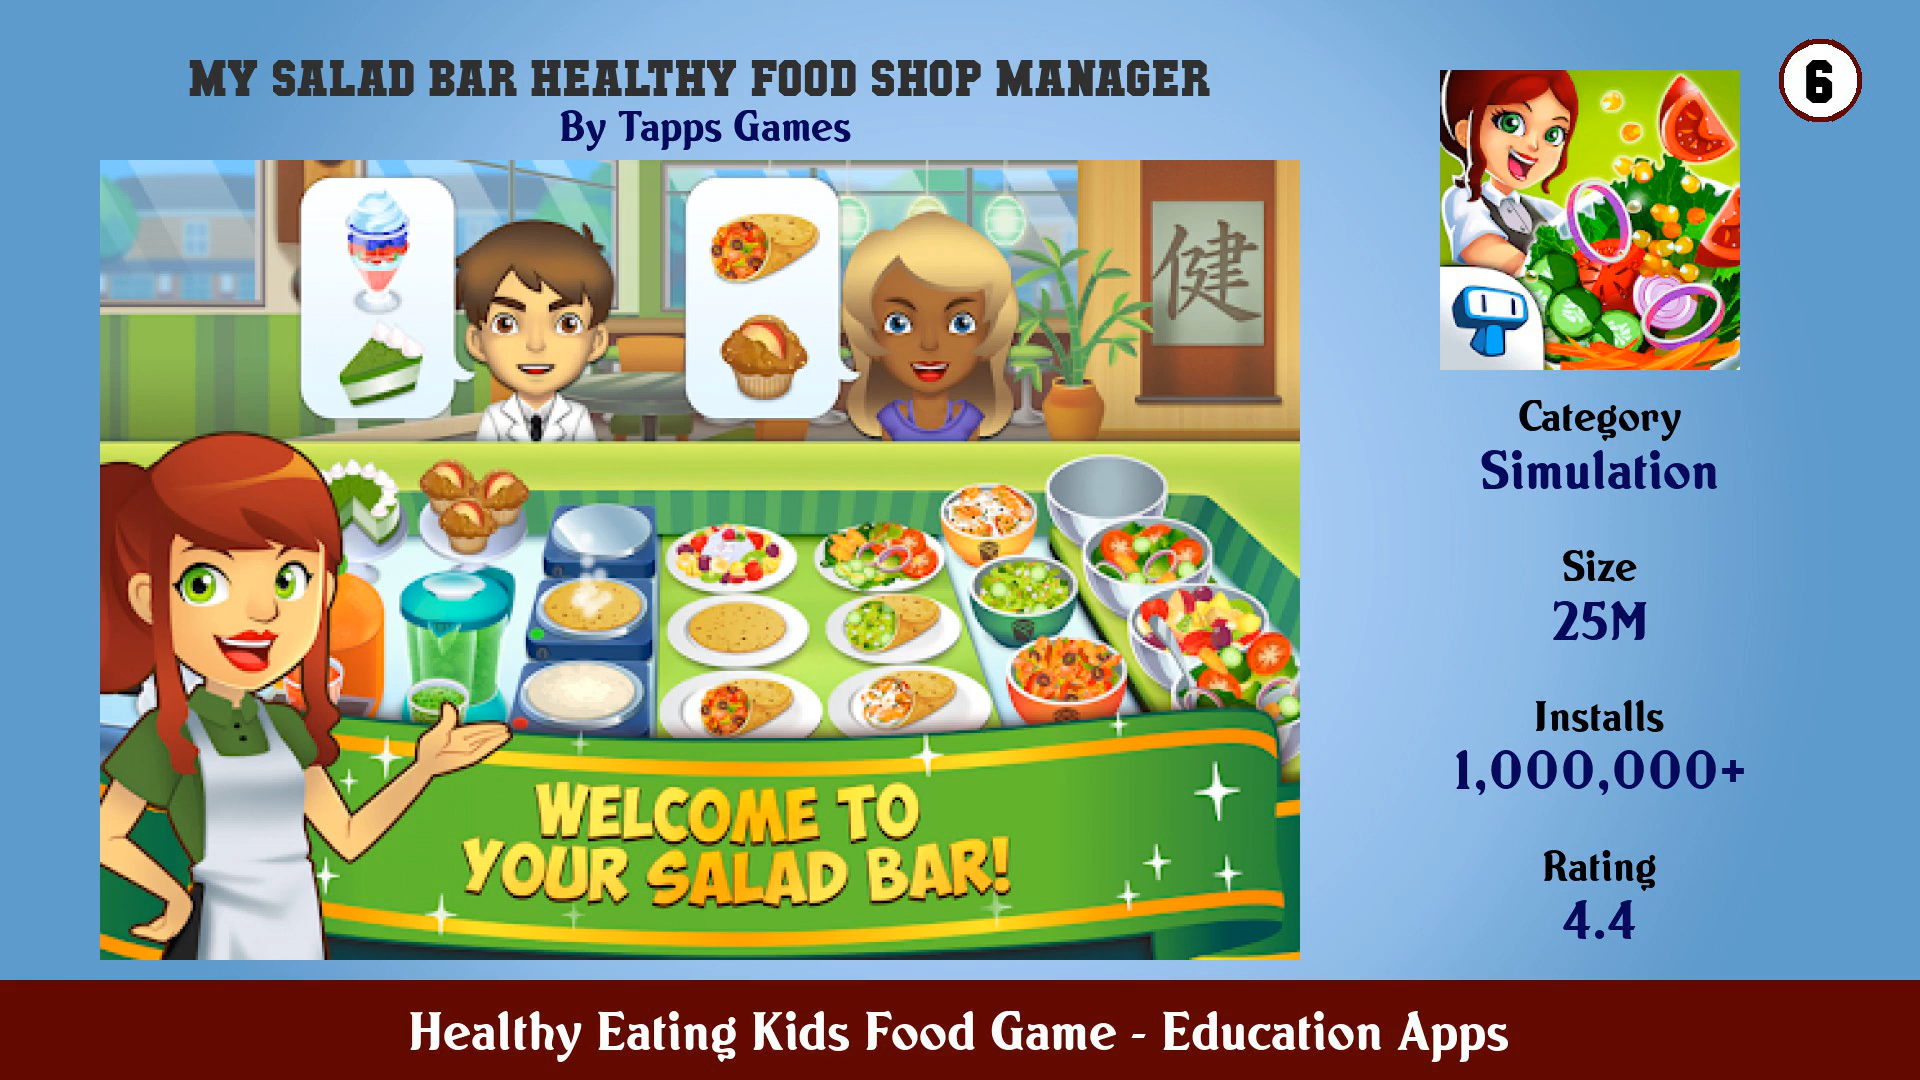 MY SALAD BAR HEALTHY FOOD SHOP MANAGER
By Tapps Games
6
健
WELCOME TO
YOUR SALAD BAR!
Category
Simulation
Size
25M
Installs
1,000,000+
Rating
4.4
Healthy Eating Kids Food Game - Education Apps